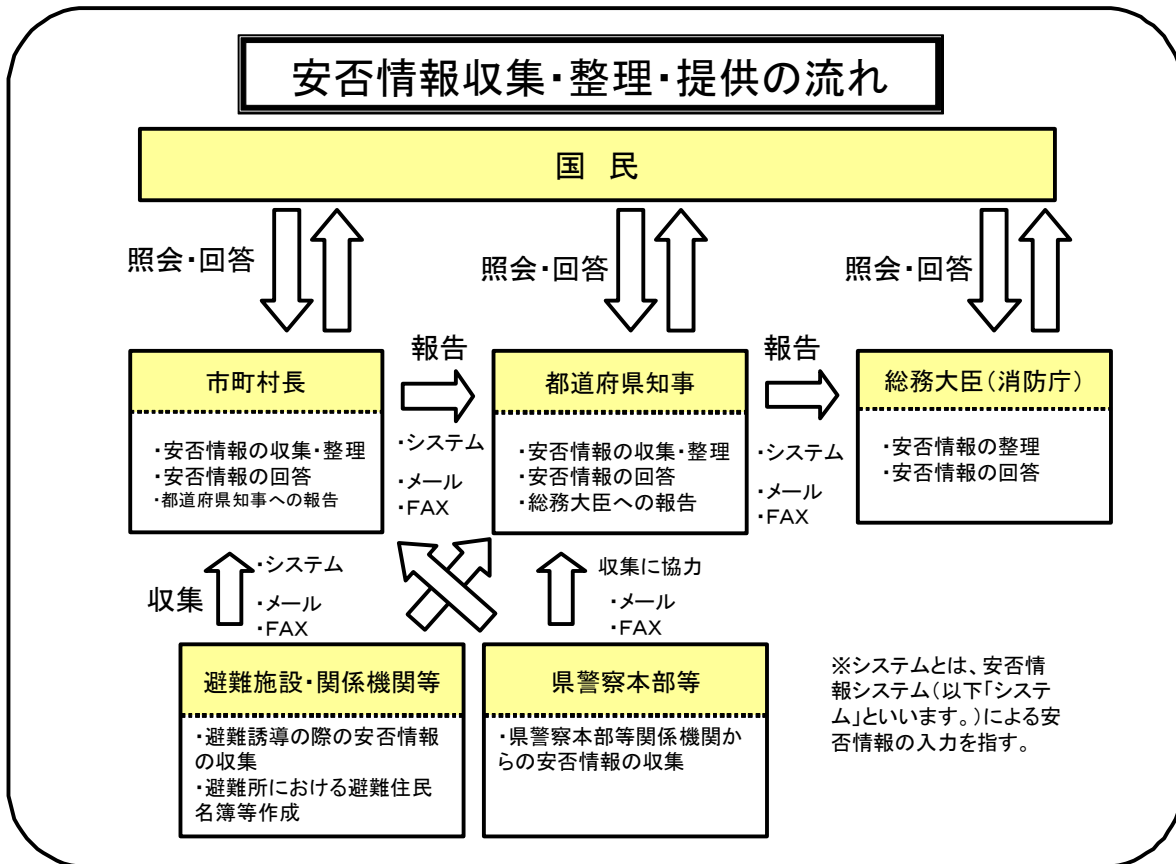 安否情報収集・整理・提供の流れ
国 民
照会・回答
照会・回答
照会・回答
市町村長
・安否情報の収集・整理
・安否情報の回答
・都道府県知事への報告
報告
・システム
・メール
・FAX
都道府県知事
・安否情報の収集・整理
・安否情報の回答
・総務大臣への報告
報告
・システム
・メール
・FAX
総務大臣(消防庁)
・安否情報の整理
・安否情報の回答
収集
・システム
・メール
・FAX
収集に協力
・メール
・FAX
避難施設・関係機関等
・避難誘導の際の安否情報
の収集
・避難所における避難住民
名簿等作成
県警察本部等
・県警察本部等関係機関か
らの安否情報の収集
※システムとは、安否情
報システム(以下「システ
ム」といいます。)による安
否情報の入力を指す。